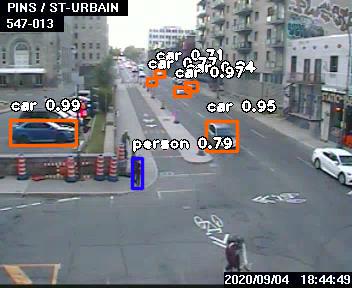 PINS / ST-URBAIN
547-013
car 0.71
car 0.97
car 0.99
car 0.95
person 0.79
2020/09/04 18:44:49